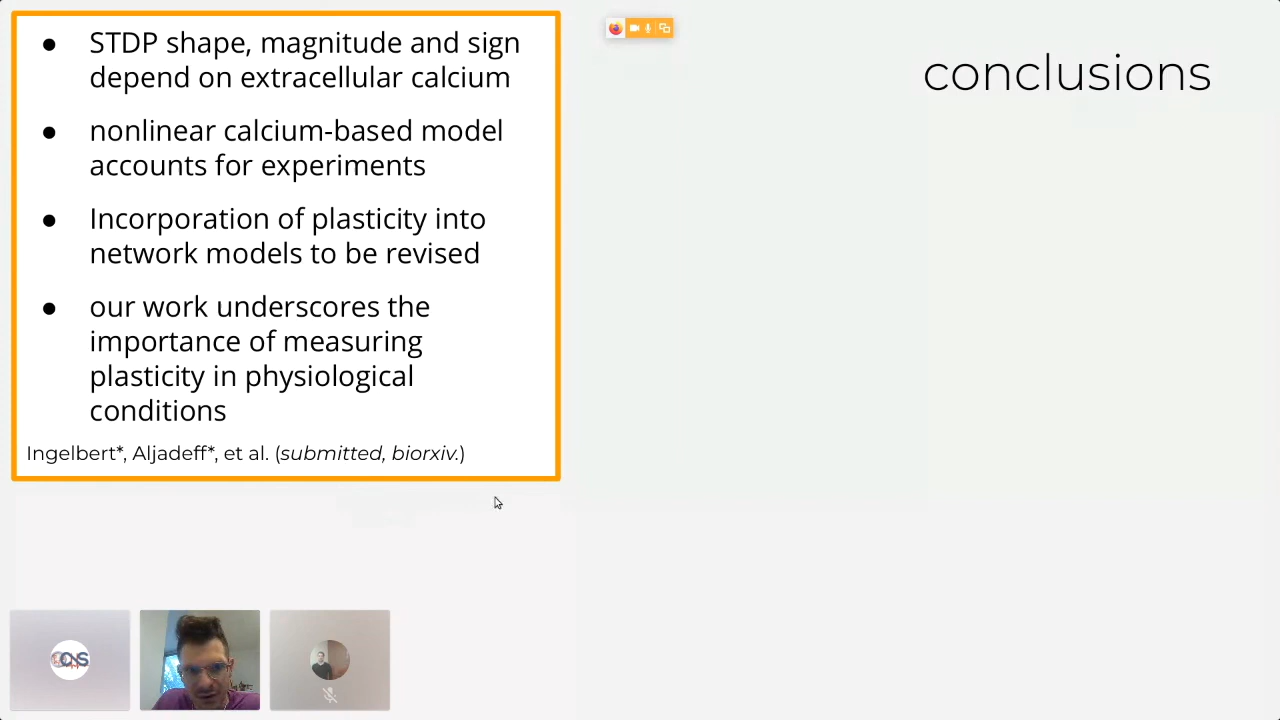 conclusions
● STDP shape, magnitude and sign
depend on extracellular calcium
● nonlinear calcium-based model
accounts for experiments
● Incorporation of plasticity into
network models to be revised
● our work underscores the
importance of measuring
plasticity in physiological
conditions
Ingelbert*, Aljadeff*, et al. (submitted, biorxiv.)